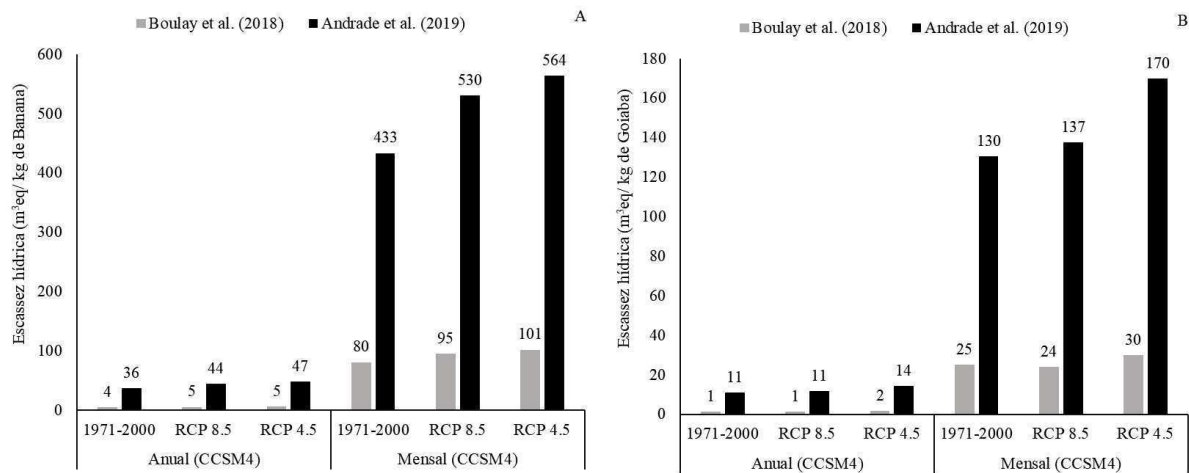 A
Boulay et al. (2018) Andrade et al. (2019)
Escassez hídrica (m³eq/ kg de Banana)
600
500
400
300
200
100
0
4 36 5 44 5 47 80 433 95 530 101 564
1971-2000 RCP 8.5 RCP 4.5 1971-2000 RCP 8.5 RCP 4.5
Anual (CCSM4) Mensal (CCSM4)
B
Boulay et al. (2018) Andrade et al. (2019)
Escassez hídrica (m³eq/ kg de Goiaba)
180
160
140
120
100
80
60
40
20
0
1 11 1 11 2 14 25 130 24 137 30 170
1971-2000 RCP 8.5 RCP 4.5 1971-2000 RCP 8.5 RCP 4.5
Anual (CCSM4) Mensal (CCSM4)